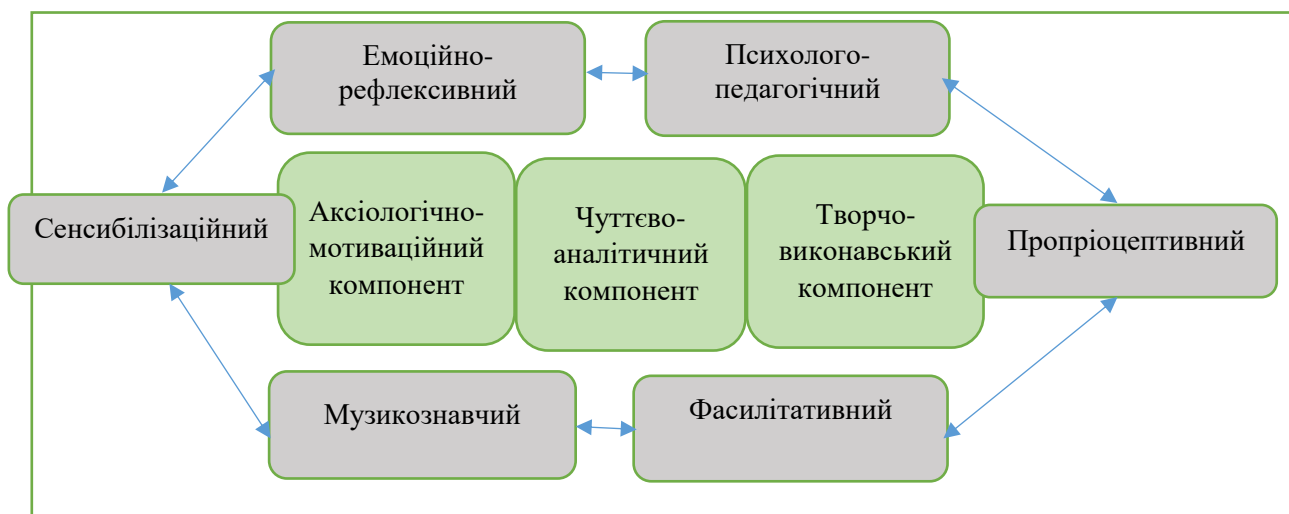 Емоційно-
рефлексивний
Психолого-
педагогічний
Сенсибілізаційний
Аксіологічно-
мотиваційний
компонент
Чуттєво-
аналітичний
компонент
Творчо-
виконавський
компонент
Пропріоцептивний
Музикознавчий
Фасилітативний